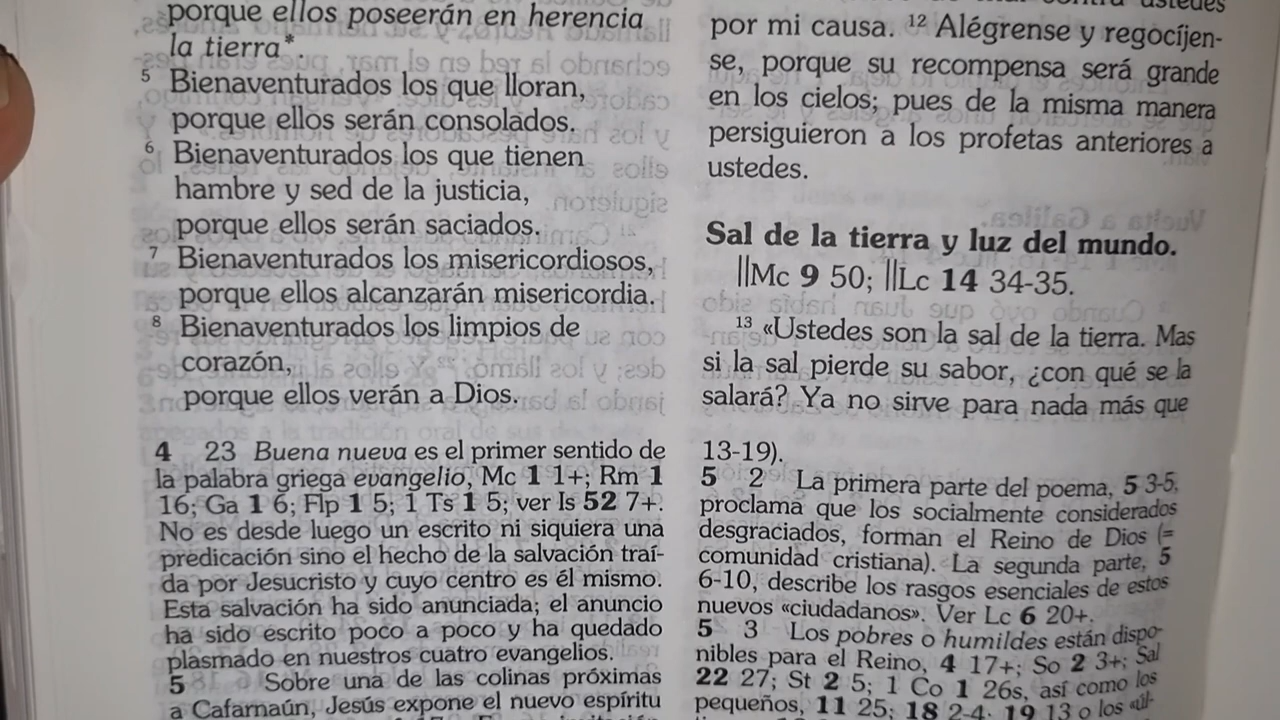 porque ellos poseerán en herencia
la tierra*.
5 Bienaventurados los que lloran,
porque ellos serán consolados.
6 Bienaventurados los que tienen
hambre y sed de la justicia,
porque ellos serán saciados.
7 Bienaventurados los misericordiosos,
porque ellos alcanzarán misericordia.
8 Bienaventurados los limpios de
corazón,
porque ellos verán a Dios.
ustedes
por mi causa. 12 Alégrense y regocíjen-
se, porque su recompensa será grande
en los cielos; pues de la misma manera
persiguieron a los profetas anteriores a
ustedes.
Sal de la tierra y luz del mundo.
||Mc 9 50; ||Lc 14 34-35.
13 «Ustedes son la sal de la tierra. Mas
si la sal pierde su sabor, ¿con qué se la
salará? Ya no sirve para nada más que
4 23 Buena nueva es el primer sentido de
la palabra griega evangelio, Mc 1 1+; Rm 1
16; Ga 1 6; Flp 1 5; 1 Ts 1 5; ver Is 52 7+.
No es desde luego un escrito ni siquiera una
predicación sino el hecho de la salvación traí-
da por Jesucristo y cuyo centro es él mismo.
Esta salvación ha sido anunciada; el anuncio
ha sido escrito poco a poco y ha quedado
plasmado en nuestros cuatro evangelios.
5 Sobre una de las colinas próximas
a Cafarnaún, Jesús expone el nuevo espíritu
13-19).
5 2 La primera parte del poema, 5 3-5,
proclama que los socialmente considerados
desgraciados, forman el Reino de Dios (=
comunidad cristiana). La segunda parte, 5
6-10, describe los rasgos esenciales de estos
nuevos «ciudadanos». Ver Lc 6 20+.
5 3 Los pobres o humildes están dispo-
nibles para el Reino, 4 17+; So 2 3+; Sal
22 27; St 2 5; 1 Co 1 26s, así como los
pequeños, 11 25; 18 2-4; 19 13 o los «úl-